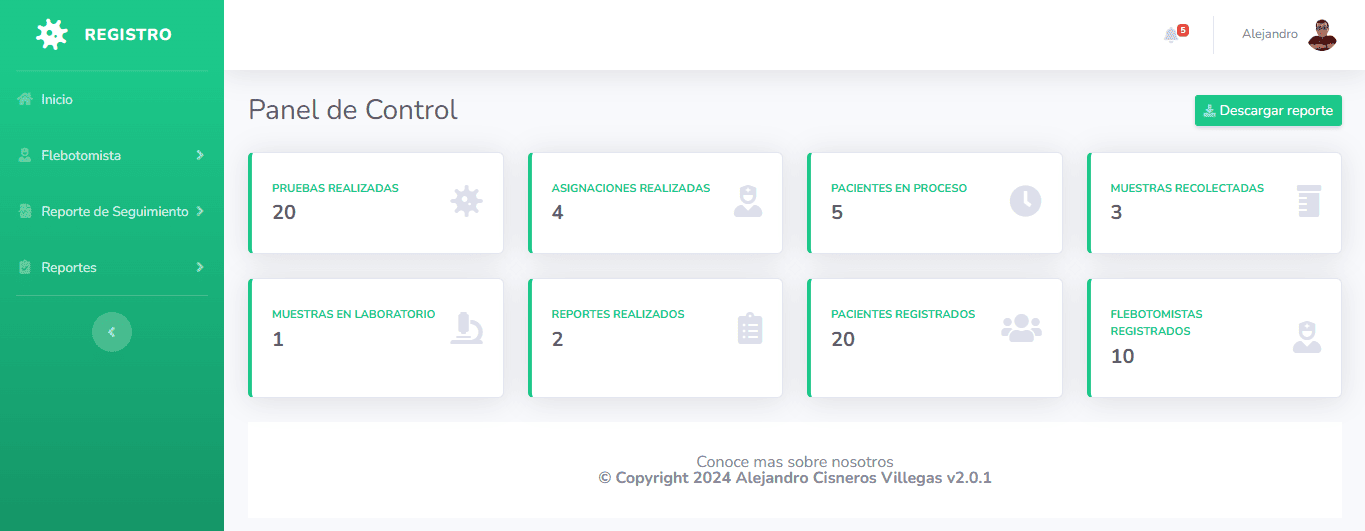 REGISTRO
5
Alejandro
Inicio
Flebotomista
Reporte de Seguimiento
Reportes
Panel de Control
Descargar reporte
PRUEBAS REALIZADAS
20
ASIGNACIONES REALIZADAS
4
PACIENTES EN PROCESO
5
MUESTRAS RECOLECTADAS
3
MUESTRAS EN LABORATORIO
1
REPORTES REALIZADOS
2
PACIENTES REGISTRADOS
20
FLEBOTOMISTAS
REGISTRADOS
10
Conoce mas sobre nosotros
© Copyright 2024 Alejandro Cisneros Villegas v2.0.1